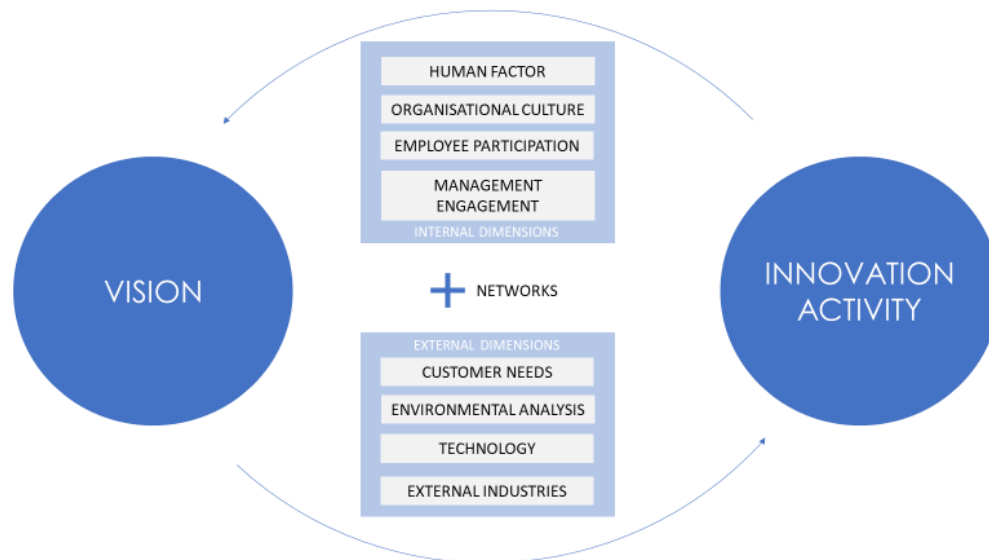 HUMAN FACTOR
ORGANISATIONAL CULTURE
EMPLOYEE PARTICIPATION
MANAGEMENT
ENGAGEMENT
INTERNAL DIMENSIONS
VISION
NETWORKS
INNOVATION
ACTIVITY
EXTERNAL DIMENSIONS
CUSTOMER NEEDS
ENVIRONMENTAL ANALYSIS
TECHNOLOGY
EXTERNAL INDUSTRIES